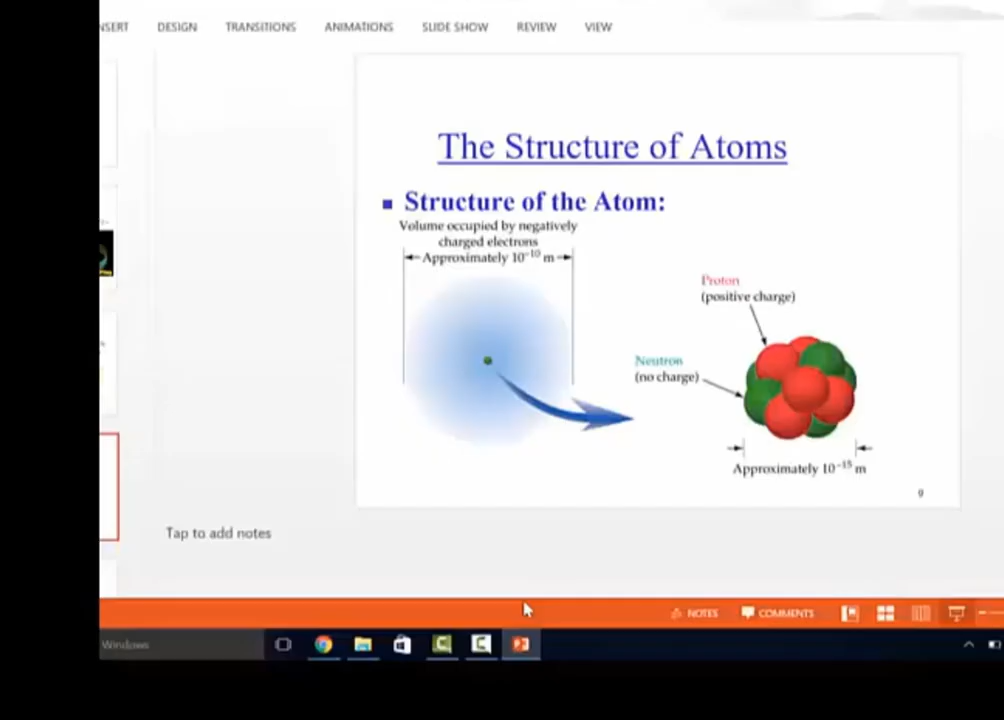 NSERT DESIGN TRANSITIONS ANIMATIONS SLIDE SHOW REVIEW VIEW
The Structure of Atoms
Structure of the Atom:
Volume occupied by negatively
charged electrons
Approximately 10⁻¹⁰ m
Proton
(positive charge)
Neutron
(no charge)
Approximately 10⁻¹⁵ m
9
Tap to add notes
NOTES COMMENTS
Windows